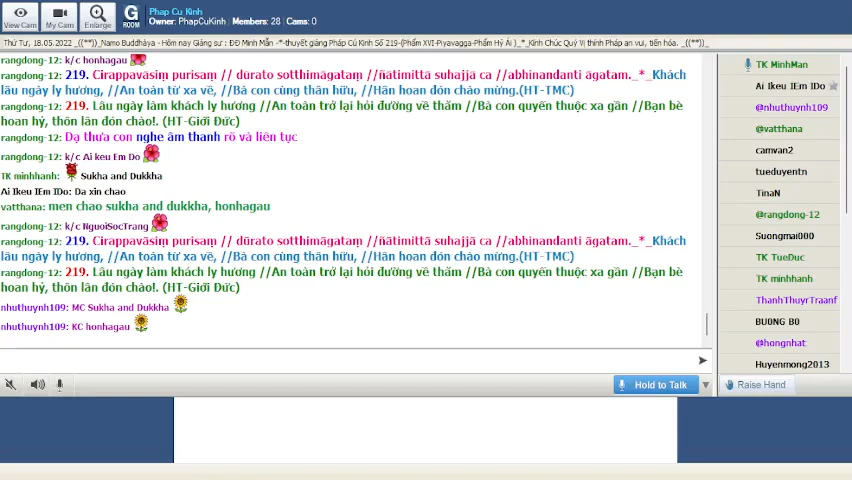 Phap Cu Kinh
Owner: PhapCuKinh | Members: 28 | Cams: 0
View Cam
My Cam
Enlarge
G
ROOM
Thứ Tư, 18.05.2022 _((**))_Namo Buddhāya - Hôm nay Giảng sư : ĐĐ Minh Mẫn -*-thuyết giảng Pháp Cú Kinh Số 219-(Phẩm XVI-Piyavagga-Phẩm Hỷ Ái )_*_Kính Chúc Quý Vị thính Pháp an vui, tiến hóa. _((**))_
rangdong-12: k/c honhagau
rangdong-12: 219. Cirappavāsiṃ purisaṃ // dūrato sotthimāgataṃ //ñātimittā suhajjā ca //abhinandanti āgataṃ._*_Khách
lâu ngày ly hương, //An toàn từ xa về, //Bà con cùng thân hữu, //Hân hoan đón chào mừng.(HT-TMC)
rangdong-12: 219. Lâu ngày làm khách ly hương //An toàn trở lại hỏi đường về thăm //Bà con quyến thuộc xa gần //Bạn bè
hoan hỷ, thôn lân đón chào!. (HT-Giới Đức)
rangdong-12: Dạ thưa con nghe âm thanh rõ và liên tục
rangdong-12: k/c Ai keu Em Do
TK minhhanh: Sukha and Dukkha
Ai Ikeu IEm IDo: Da xin chao
vatthana: men chao sukha and dukkha, honhagau
rangdong-12: k/c NguoiSocTrang
rangdong-12: 219. Cirappavāsiṃ purisaṃ // dūrato sotthimāgataṃ //ñātimittā suhajjā ca //abhinandanti āgataṃ._*_Khách
lâu ngày ly hương, //An toàn từ xa về, //Bà con cùng thân hữu, //Hân hoan đón chào mừng.(HT-TMC)
rangdong-12: 219. Lâu ngày làm khách ly hương //An toàn trở lại hỏi đường về thăm //Bà con quyến thuộc xa gần //Bạn bè
hoan hỷ, thôn lân đón chào!. (HT-Giới Đức)
nhuthuynh109: MC Sukha and Dukkha
nhuthuynh109: KC honhagau
Hold to Talk
TK MinhMan
Ai Ikeu IEm IDo
@nhuthuynh109
@vatthana
camvan2
tueduyentn
TinaN
@rangdong-12
Suongmai000
TK TueDuc
TK minhhanh
ThanhThuyrTraanf
BU0NG B0
@hongnhat
Huyenmong2013
Raise Hand